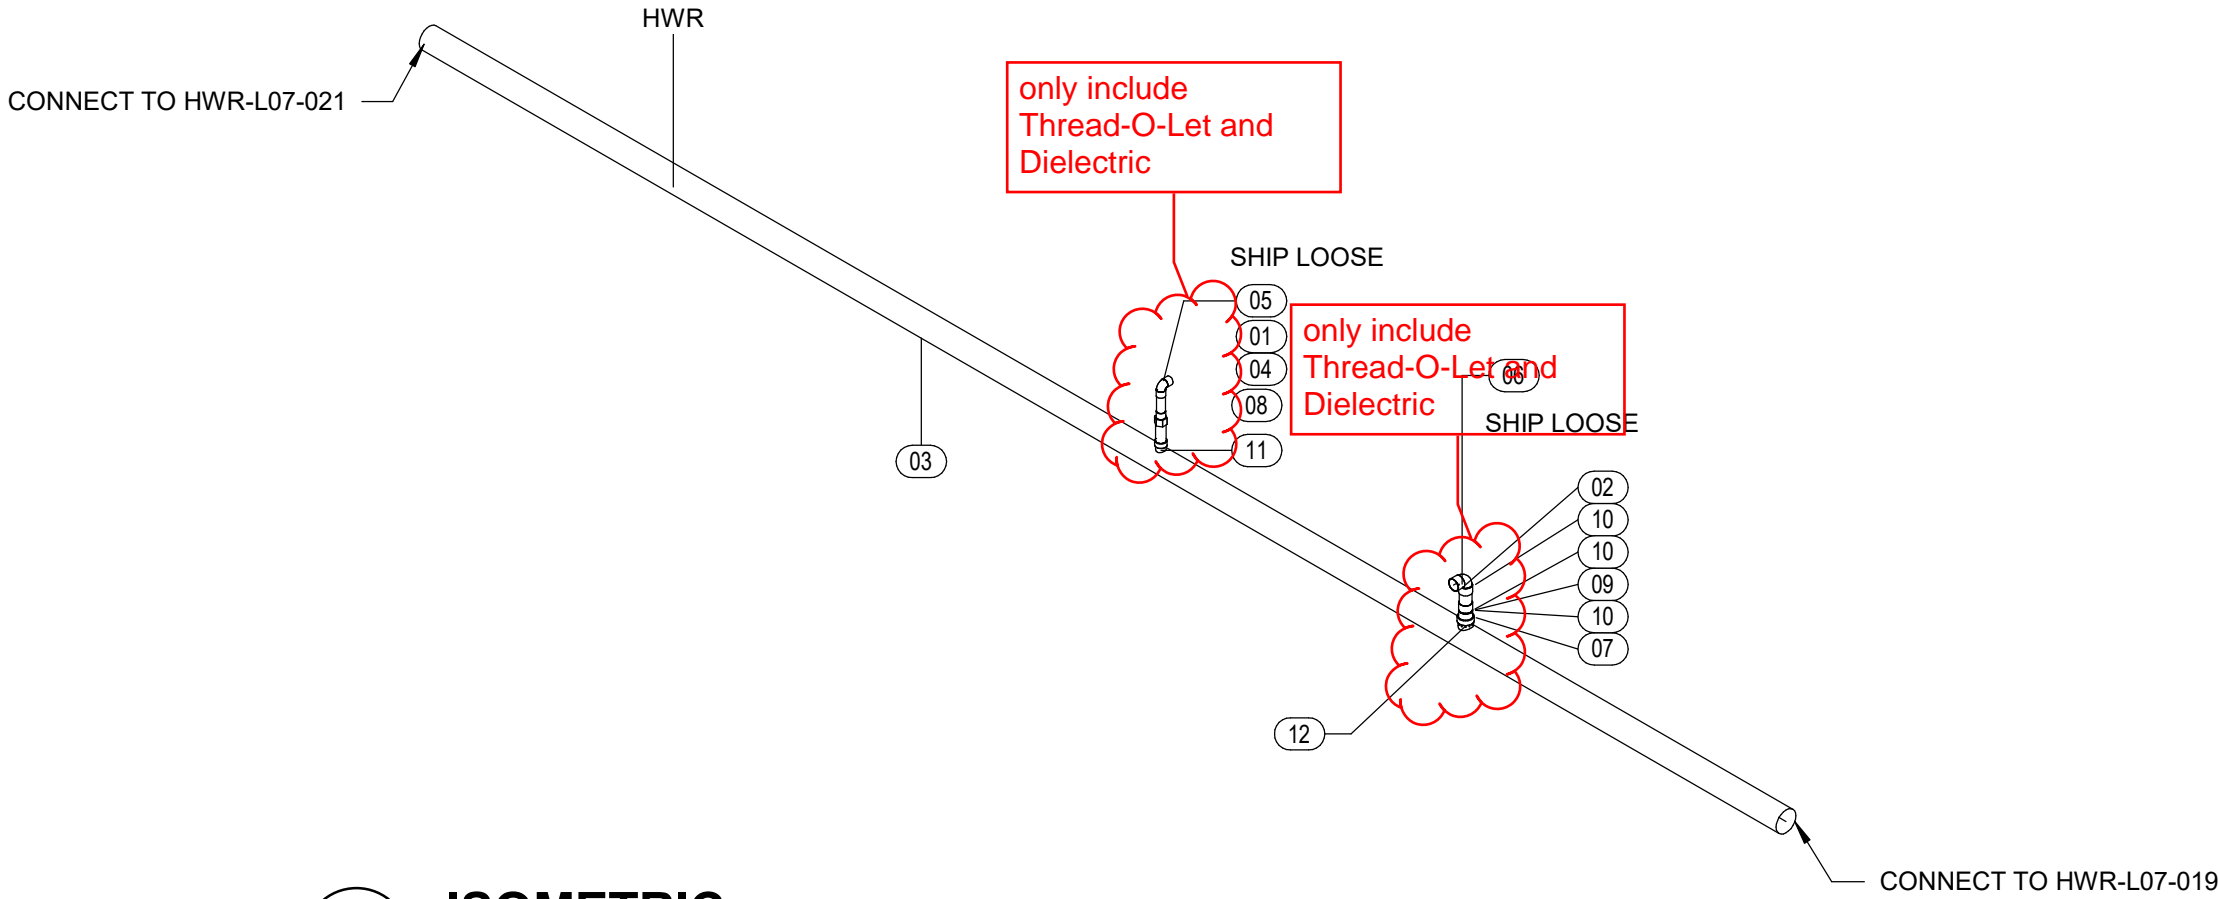 HWR
CONNECT TO HWR-L07-021
only include
Thread-O-Let and
Dielectric
SHIP LOOSE
05
01
04
08
11
03
only include
Thread-O-Let and
Dielectric
06
SHIP LOOSE
02
10
10
09
10
07
12
CONNECT TO HWR-L07-019
ISOMETRIC